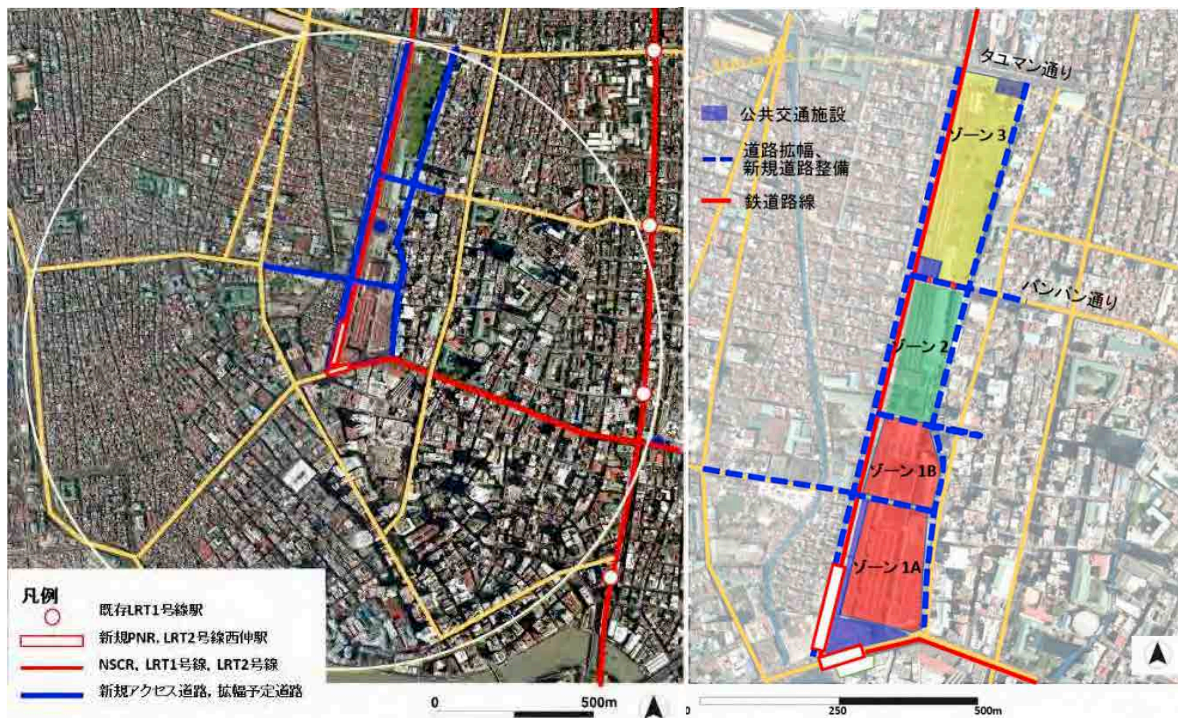 凡例
既存LRT1号線駅
新規PNR、LRT2号線西伸駅
NSCR、LRT1号線、LRT2号線
新規アクセス道路、拡幅予定道路
0 500m
タユマン通り
公共交通施設
道路拡幅、
新規道路整備
鉄道路線
ゾーン 3
バンバン通り
ゾーン 2
ゾーン 1B
ゾーン 1A
0 250 500m